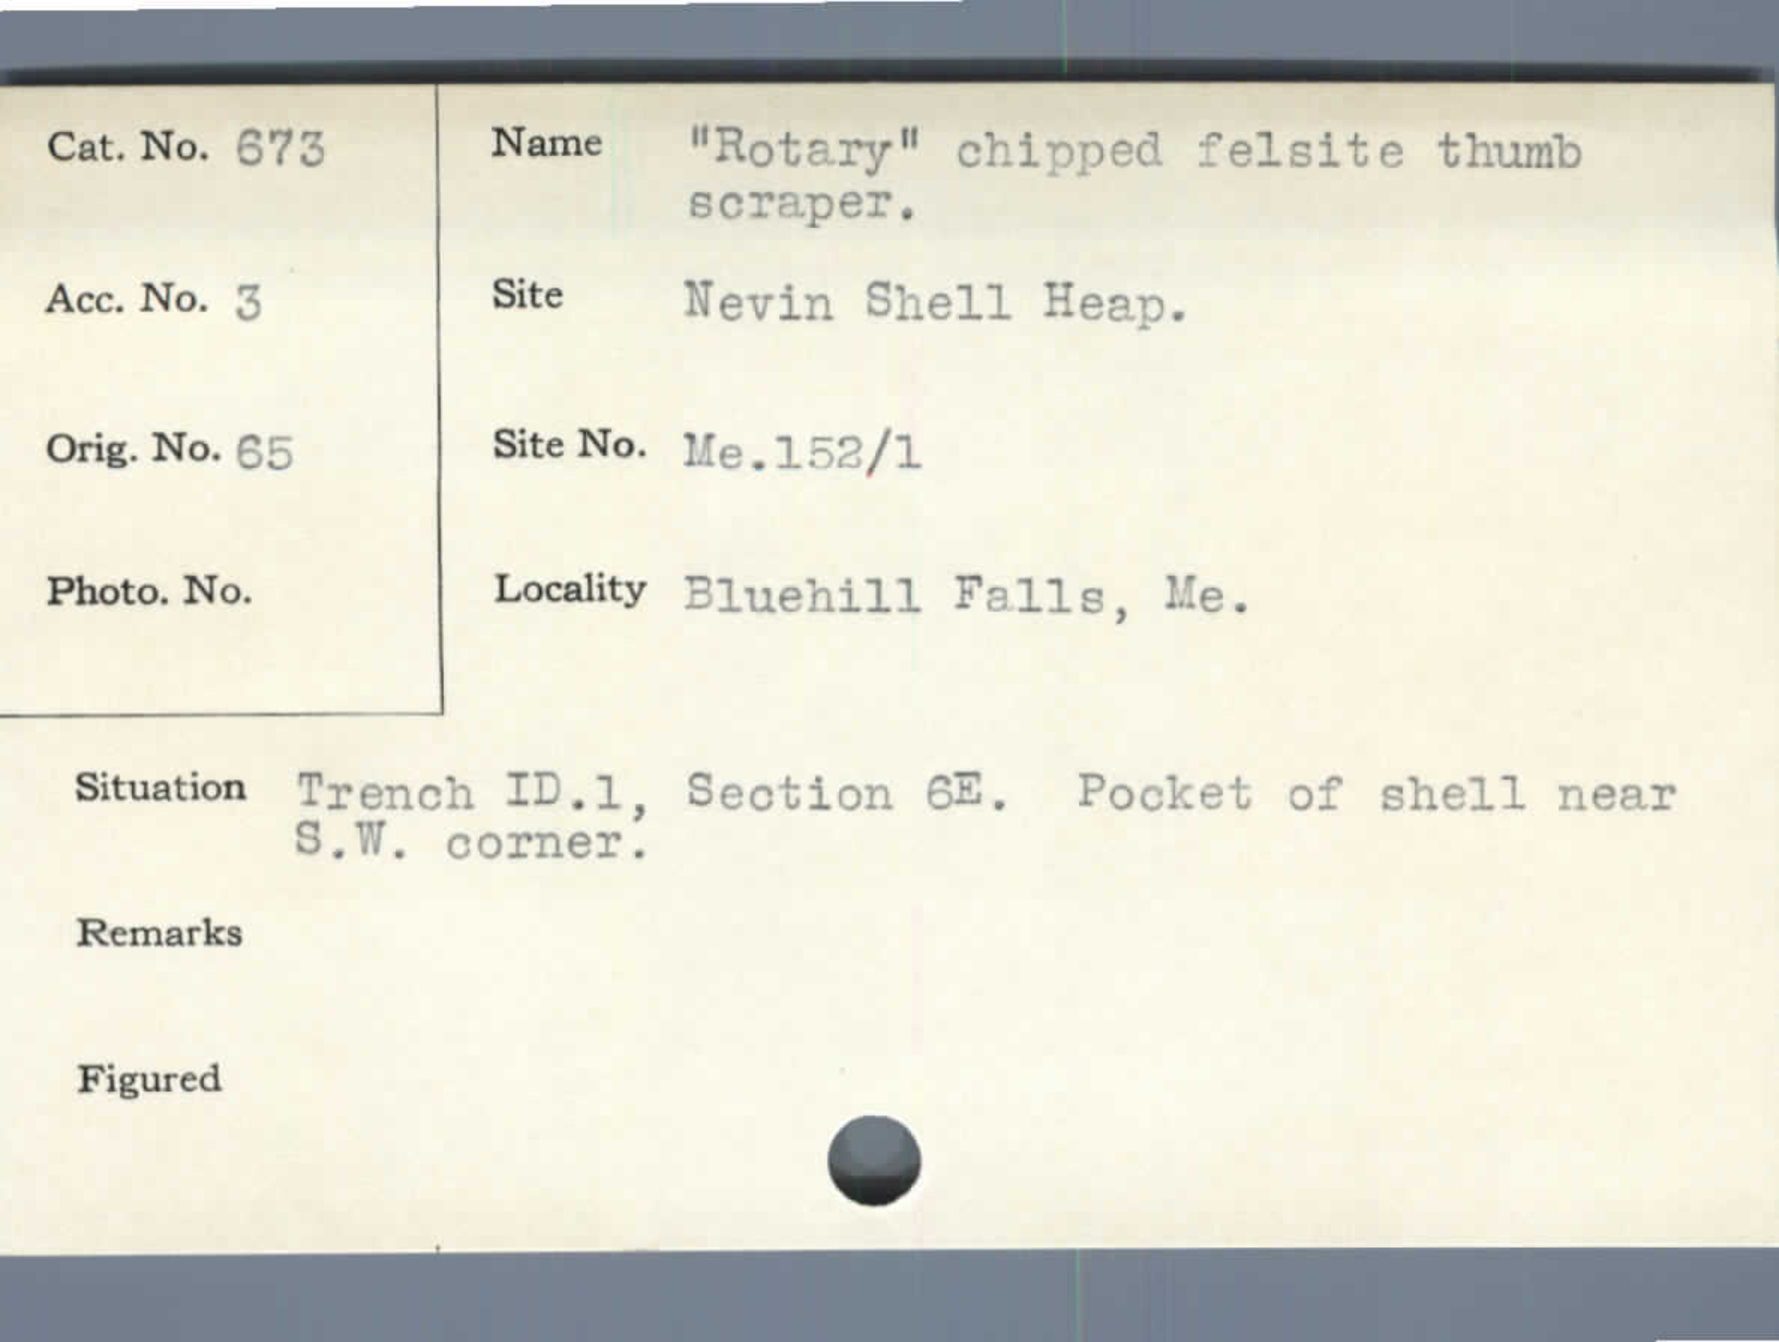 Cat. No. 673
Name "Rotary" chipped felsite thumb
scraper.
Acc. No. 3
Site Nevin Shell Heap.
Orig. No. 65
Site No. Me.152/1
Photo. No.
Locality Bluehill Falls, Me.
Situation Trench ID.1, Section 6E. Pocket of shell near
S.W. corner.
Remarks
Figured